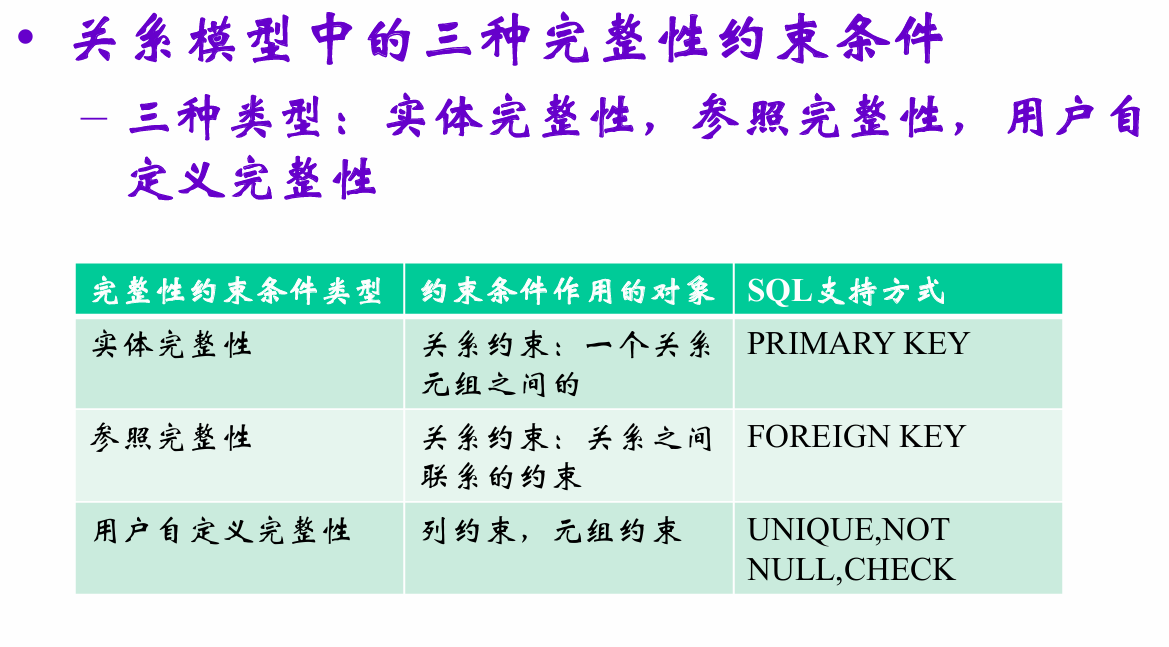 • 关系模型中的三种完整性约束条件
– 三种类型：实体完整性，参照完整性，用户自
定义完整性
完整性约束条件类型 约束条件作用的对象 SQL支持方式
实体完整性 关系约束：一个关系 PRIMARY KEY
元组之间的
参照完整性 关系约束：关系之间 FOREIGN KEY
联系的约束
用户自定义完整性 列约束，元组约束 UNIQUE,NOT
NULL,CHECK